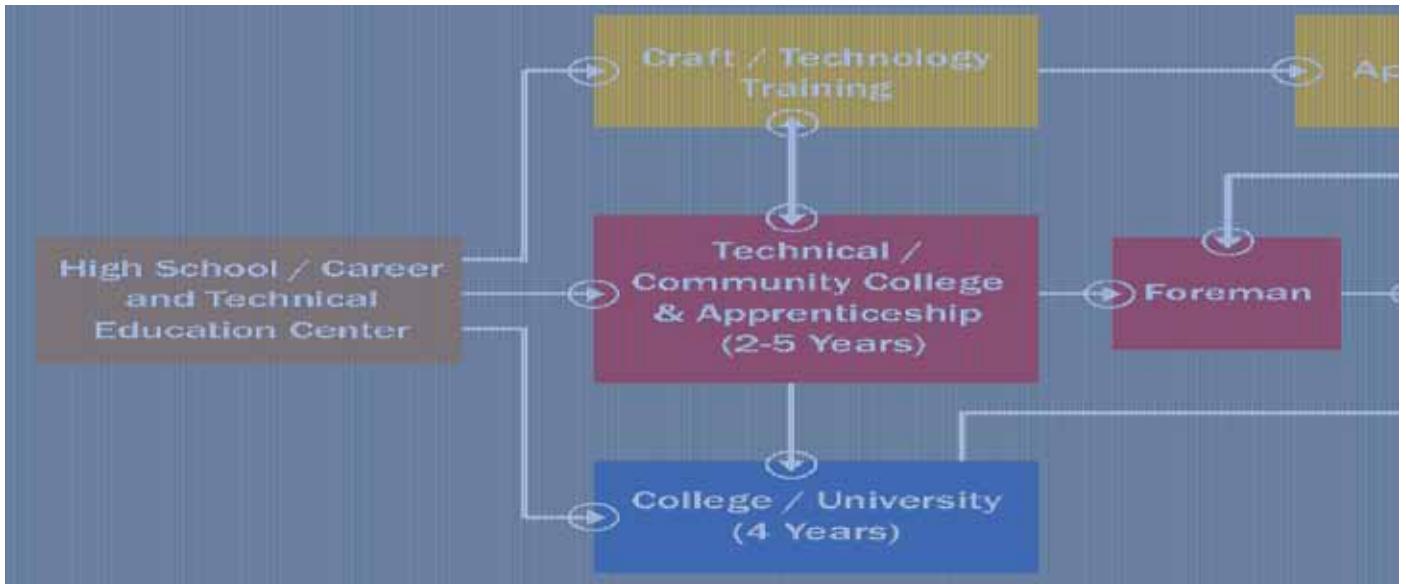 Craft / Technology
Training
High School / Career
and Technical
Education Center
Technical /
Community College
& Apprenticeship
(2-5 Years)
Foreman
College / University
(4 Years)